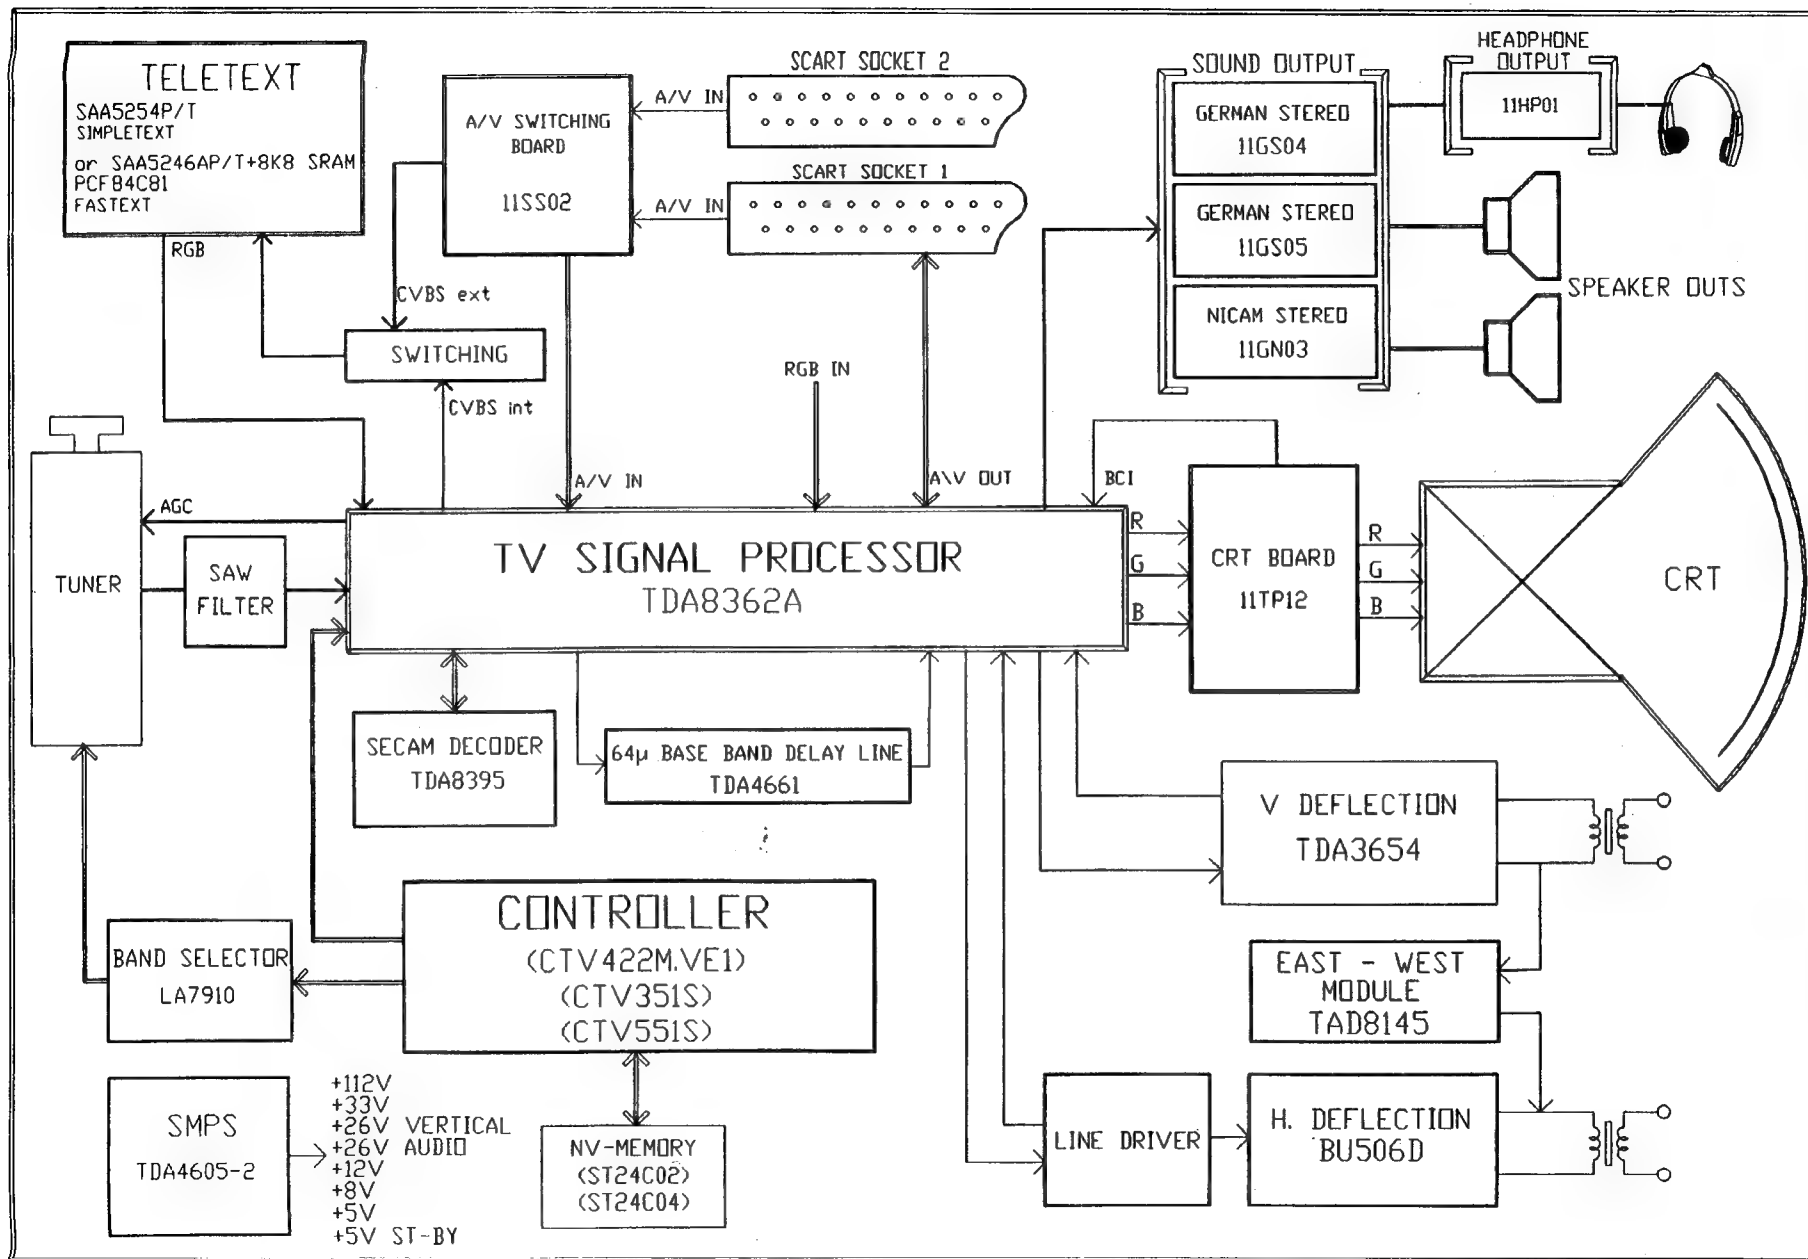 TELETEXT
SAA5254P/T
SIMPLETEXT
or SAA5246AP/T+8K8 SRAM
PCF84C81
FASTEXT
RGB
A/V SWITCHING
BOARD
11SS02
A/V IN
A/V IN
SCART SOCKET 2
SCART SOCKET 1
SOUND OUTPUT
GERMAN STEREO
11GS04
GERMAN STEREO
11GS05
NICAM STEREO
11GN03
HEADPHONE
OUTPUT
11HP01
SPEAKER OUTS
CVBS ext
SWITCHING
CVBS int
A/V IN
RGB IN
A\V OUT
BCI
TUNER
AGC
SAW
FILTER
TV SIGNAL PROCESSOR
TDA8362A
R
G
B
CRT BOARD
11TP12
R
G
B
CRT
SECAM DECODER
TDA8395
64µ BASE BAND DELAY LINE
TDA4661
V DEFLECTION
TDA3654
CONTROLLER
(CTV422M.VE1)
(CTV351S)
(CTV551S)
BAND SELECTOR
LA7910
EAST - WEST
MODULE
TAD8145
SMPS
TDA4605-2
+112V
+33V
+26V VERTICAL
+26V AUDIO
+12V
+8V
+5V
+5V ST-BY
NV-MEMORY
(ST24C02)
(ST24C04)
LINE DRIVER
H. DEFLECTION
BU506D